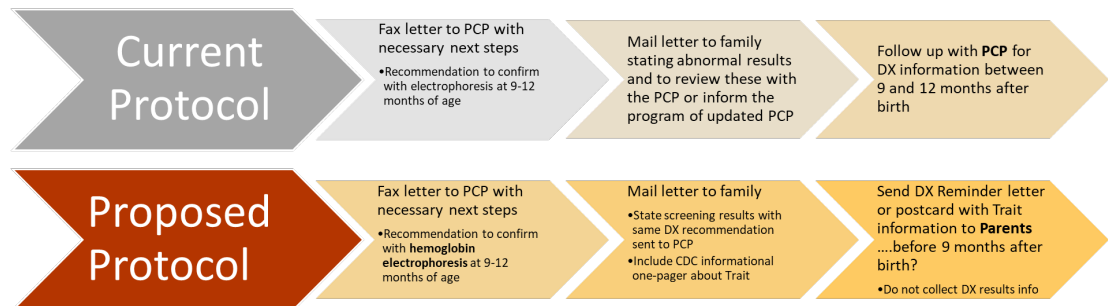 Current
Protocol
Fax letter to PCP with
necessary next steps
•Recommendation to confirm
with electrophoresis at 9-12
months of age
Mail letter to family
stating abnormal results
and to review these with
the PCP or inform the
program of updated PCP
Follow up with PCP for
DX information between
9 and 12 months after
birth
Proposed
Protocol
Fax letter to PCP with
necessary next steps
•Recommendation to confirm
with hemoglobin
electrophoresis at 9-12
months of age
Mail letter to family
•State screening results with
same DX recommendation
sent to PCP
•Include CDC informational
one-pager about Trait
Send DX Reminder letter
or postcard with Trait
information to Parents
....before 9 months after
birth?
•Do not collect DX results info